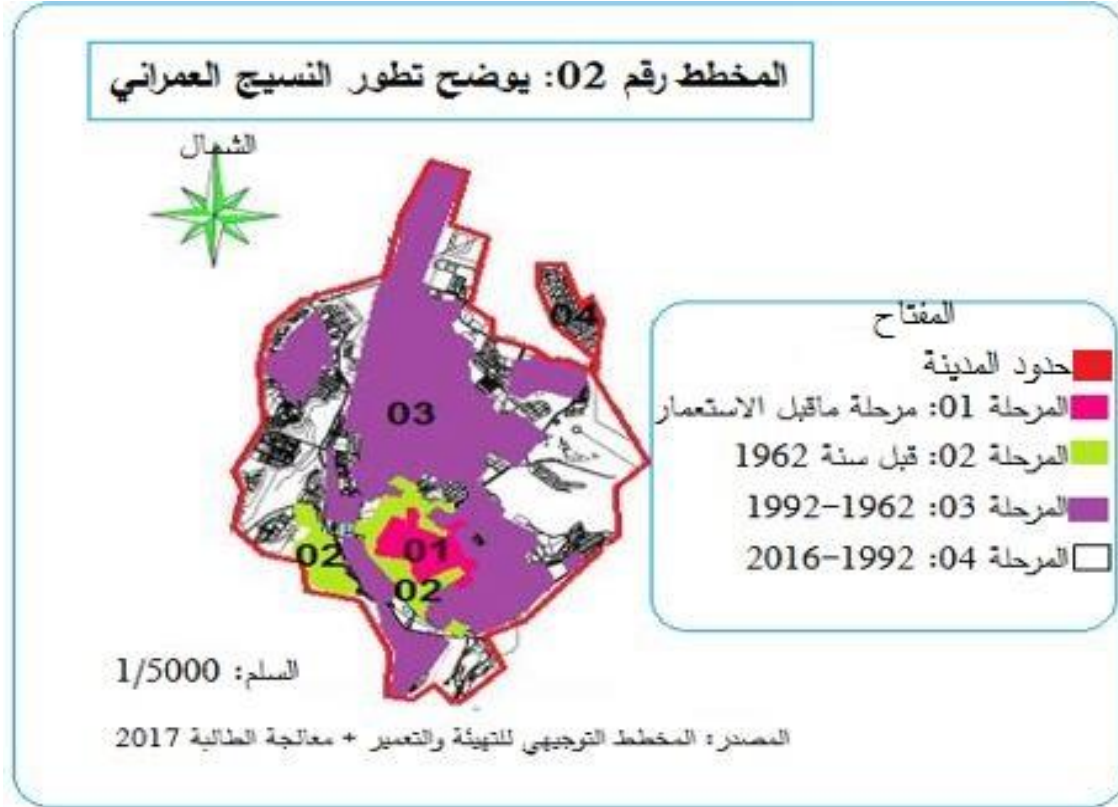 المخطط رقم 02: يوضح تطور النسيج العمراني
الشمال
04
03
02
01
02
المفتاح
حدود المدينة
المرحلة 01: مرحلة ماقبل الاستعمار
المرحلة 02: قبل سنة 1962
المرحلة 03: 1962-1992
المرحلة 04: 1992-2016
السلم: 1/5000
المصدر: المخطط التوجيهي للتهيئة والتعمير + معالجة الطالبة 2017